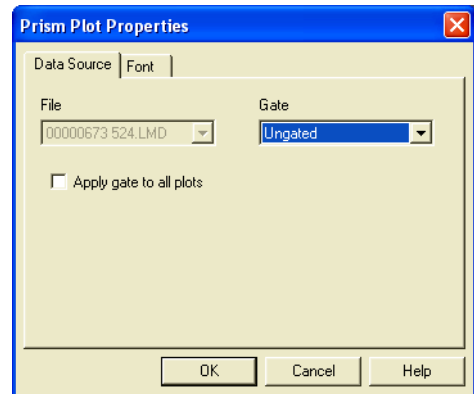 Prism Plot Properties
Data Source Font
File Gate
00000673 524.LMD Ungated
Apply gate to all plots
OK Cancel Help